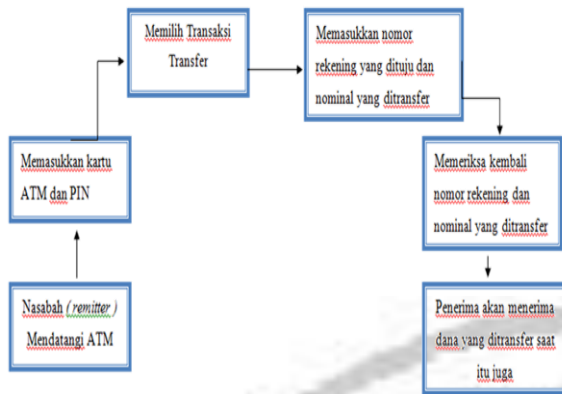 Nasabah ( remitter )
Mendatangi ATM
Memasukkan kartu
ATM dan PIN
Memilih Transaksi
Transfer
Memasukkan nomor
rekening yang dituju dan
nominal yang ditransfer
Memeriksa kembali
nomor rekening dan
nominal yang ditransfer
Penerima akan menerima
dana yang ditransfer saat
itu juga